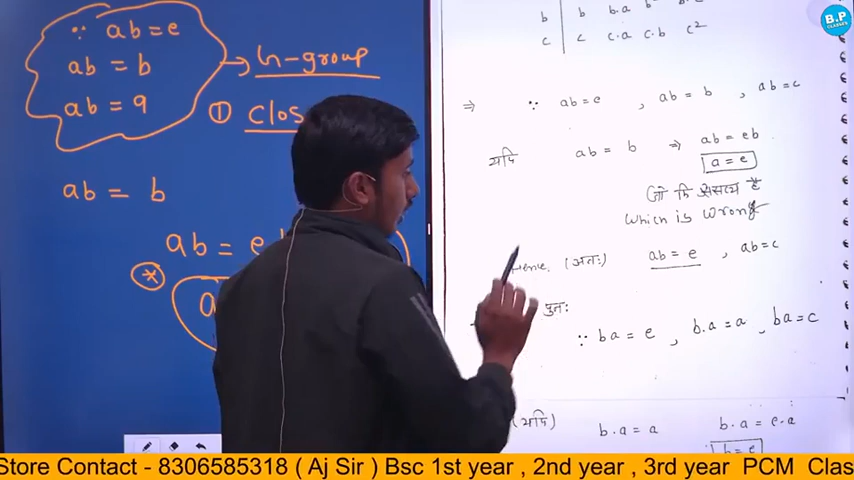 ∵ ab = e
ab = b
ab = a
→ In-group
① clos
ab = b
ab = e
*
b b b.a
c c c.a c.b c²
⇒ ∵ ab = e , ab = b , ab = c
यदि ab = b ⇒ ab = eb
a = e
जो कि असत्य है
which is wrong
(अतः) ab = e , ab = c
पुनः
∵ ba = e , b.a = a , ba = c
(यदि) b.a = a b.a = e.a
b = e
B.P
CLASSES
Store Contact - 8306585318 ( Aj Sir ) Bsc 1st year , 2nd year , 3rd year PCM Clas